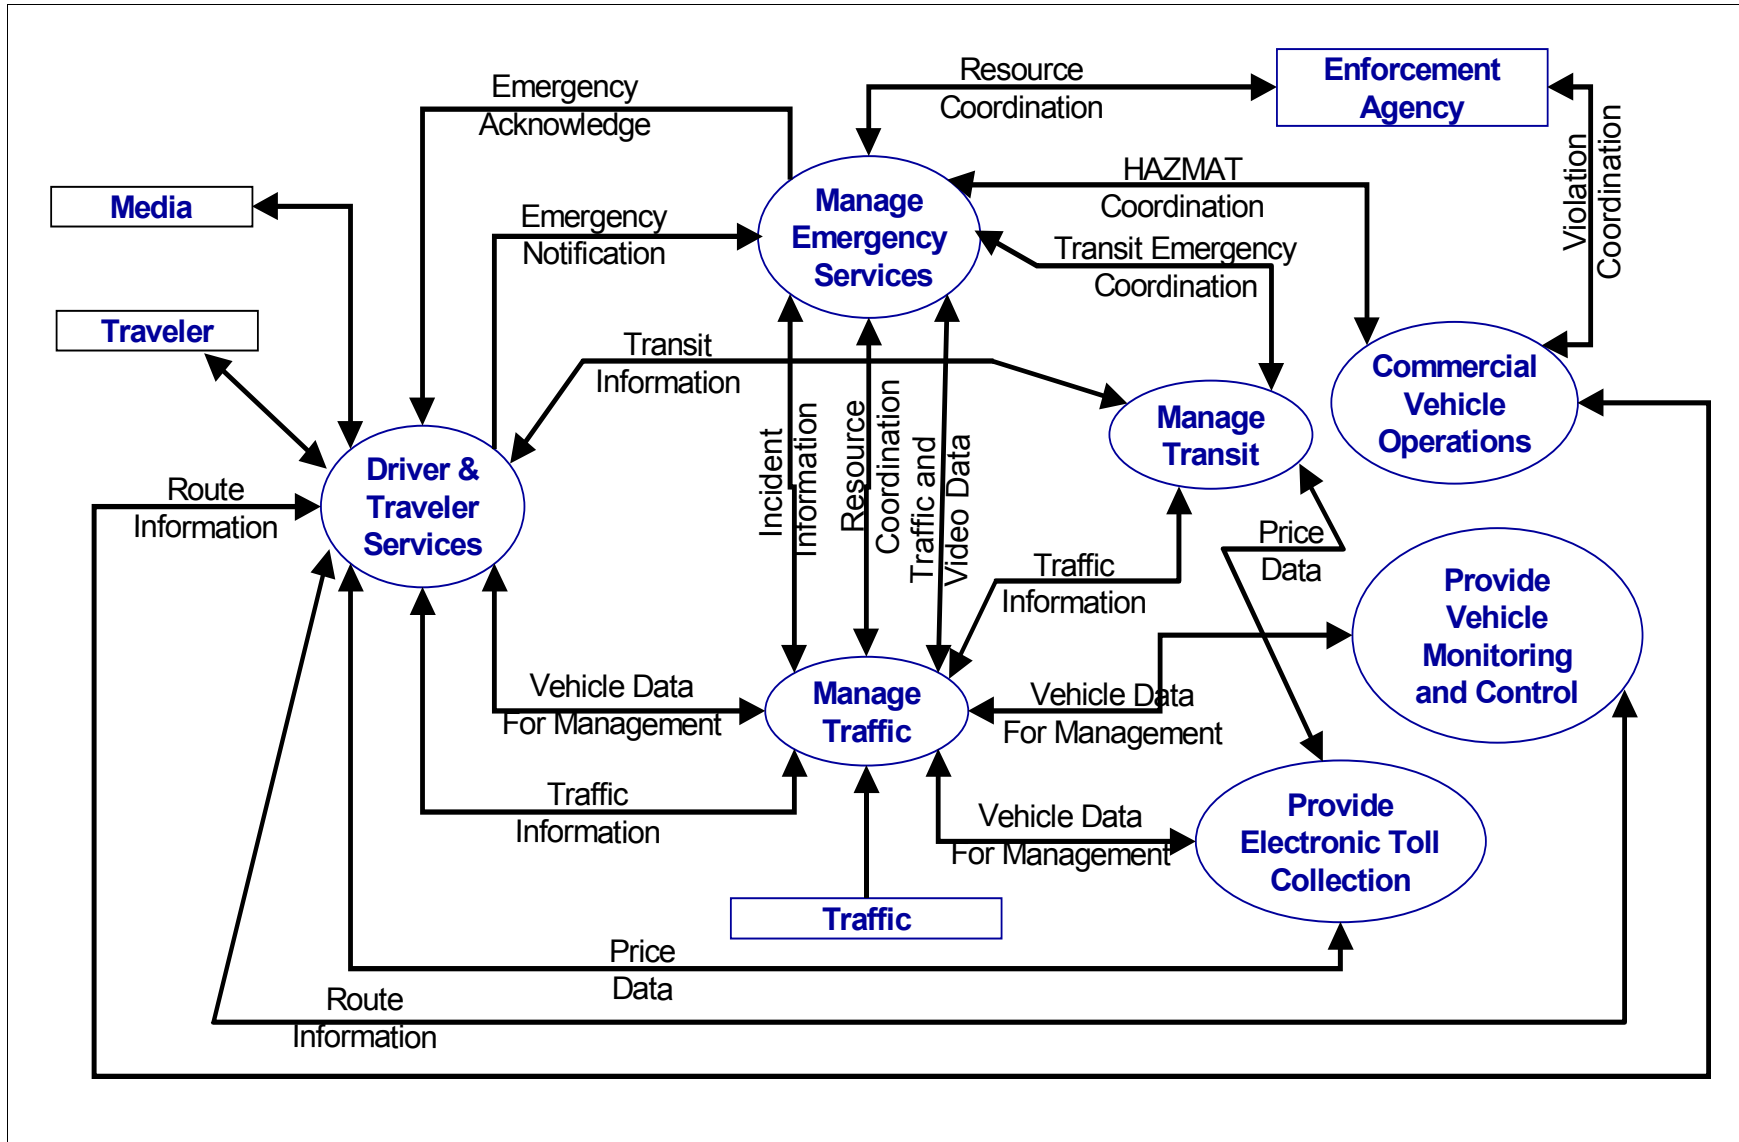 Resource
Coordination
Enforcement
Agency
Emergency
Acknowledge
Violation
Coordination
HAZMAT
Coordination
Media
Emergency
Notification
Manage
Emergency
Services
Transit Emergency
Coordination
Traveler
Transit
Information
Commercial
Vehicle
Operations
Manage
Transit
Incident
Information
Resource
Coordination
Traffic and
Video Data
Driver &
Traveler
Services
Route
Information
Price
Data
Traffic
Information
Provide
Vehicle
Monitoring
and Control
Vehicle Data
For Management
Manage
Traffic
Vehicle Data
For Management
Traffic
Information
Vehicle Data
For Management
Provide
Electronic Toll
Collection
Traffic
Price
Data
Route
Information